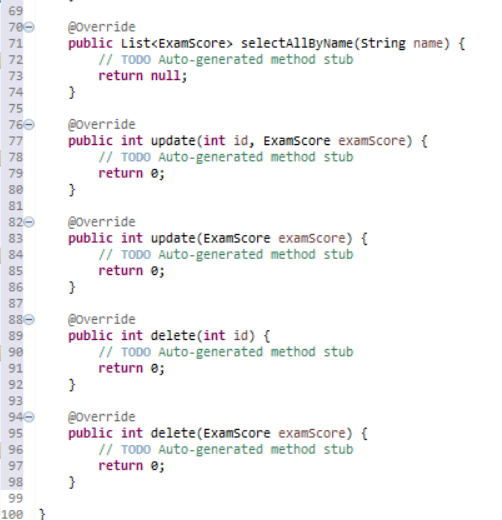 69
70 @Override
71 public List<ExamScore> selectAllByName(String name) {
72 // TODO Auto-generated method stub
73 return null;
74 }
75
76 @Override
77 public int update(int id, ExamScore examScore) {
78 // TODO Auto-generated method stub
79 return 0;
80 }
81
82 @Override
83 public int update(ExamScore examScore) {
84 // TODO Auto-generated method stub
85 return 0;
86 }
87
88 @Override
89 public int delete(int id) {
90 // TODO Auto-generated method stub
91 return 0;
92 }
93
94 @Override
95 public int delete(ExamScore examScore) {
96 // TODO Auto-generated method stub
97 return 0;
98 }
99
100 }